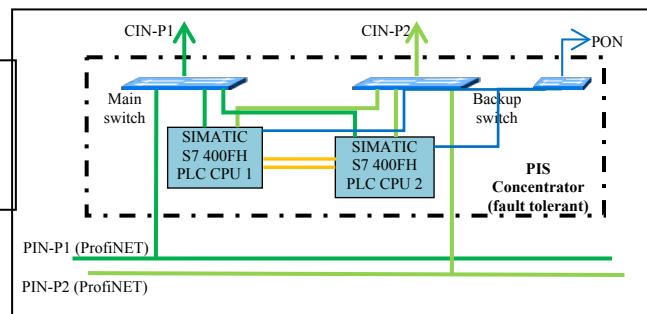 CIN-P1
CIN-P2
PON
Main
switch
Backup
switch
SIMATIC
S7 400FH
PLC CPU 1
SIMATIC
S7 400FH
PLC CPU 2
PIS
Concentrator
(fault tolerant)
PIN-P1 (ProfiNET)
PIN-P2 (ProfiNET)